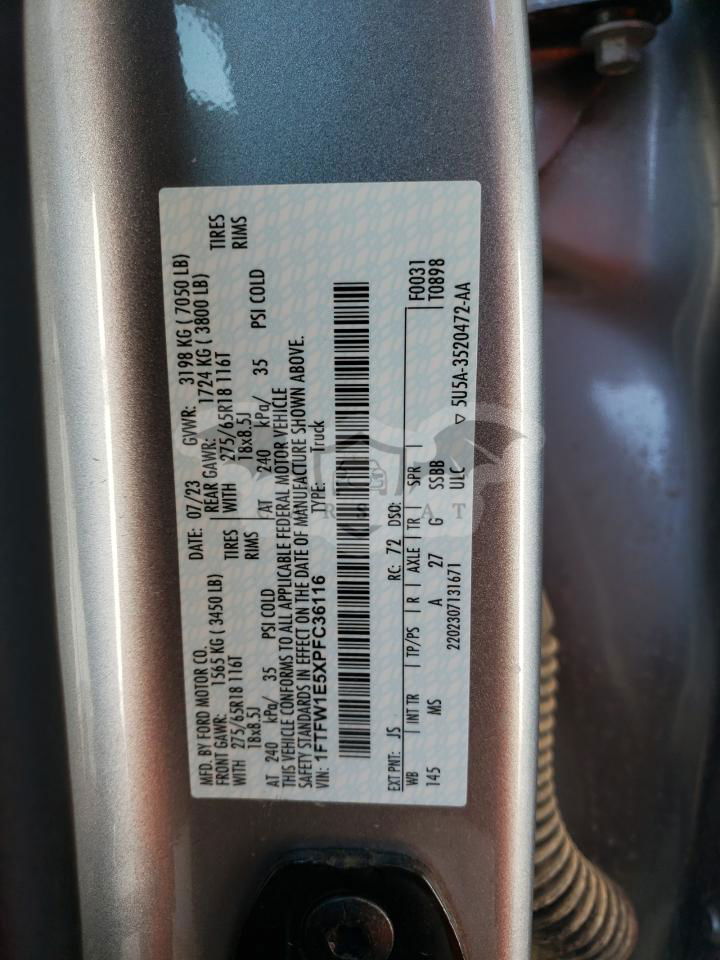 MFD. BY FORD MOTOR CO.
DATE: 07/23 GVWR: 3198 KG ( 7050 LB)
FRONT GAWR: 1565 KG ( 3450 LB)
REAR GAWR: 1724 KG ( 3800 LB)
WITH 275/65R18 116T TIRES
WITH 275/65R18 116T TIRES
18x8.5J RIMS
18x8.5J RIMS
AT 240 kPa/ 35 PSI COLD
AT 240 kPa/ 35 PSI COLD
THIS VEHICLE CONFORMS TO ALL APPLICABLE FEDERAL MOTOR VEHICLE
SAFETY STANDARDS IN EFFECT ON THE DATE OF MANUFACTURE SHOWN ABOVE.
VIN: 1FTFW1E5XPFC36116 TYPE: Truck
EXT PNT: JS RC: 72 DSO: F0031
WB INT TR TP/PS R AXLE TR SPR T0898
145 MS A 27 G SSBB
2202307131671 ULC ▽ 5U5A-3520472-AA